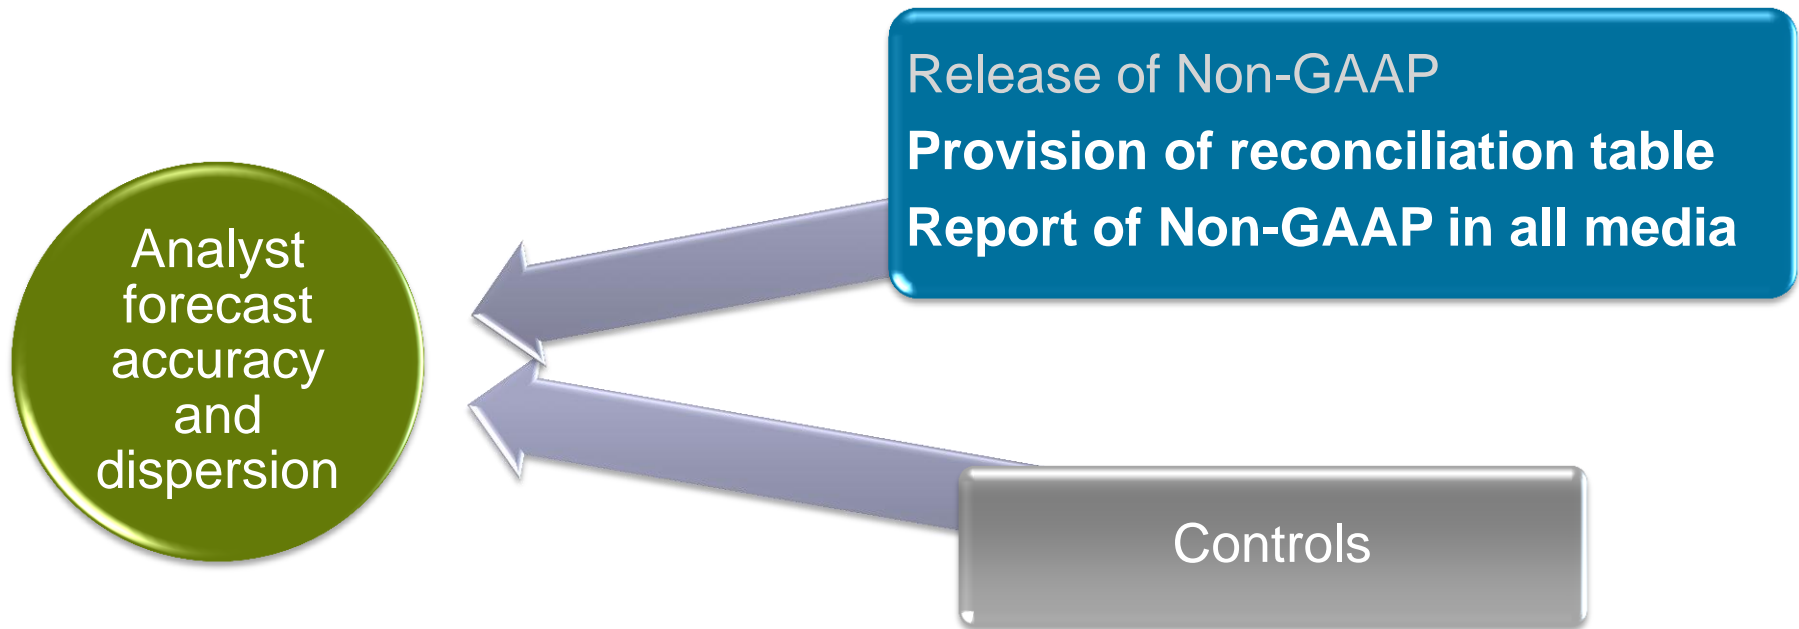 Release of Non-GAAP
Provision of reconciliation table
Report of Non-GAAP in all media
Analyst
forecast
accuracy
and
dispersion
Controls